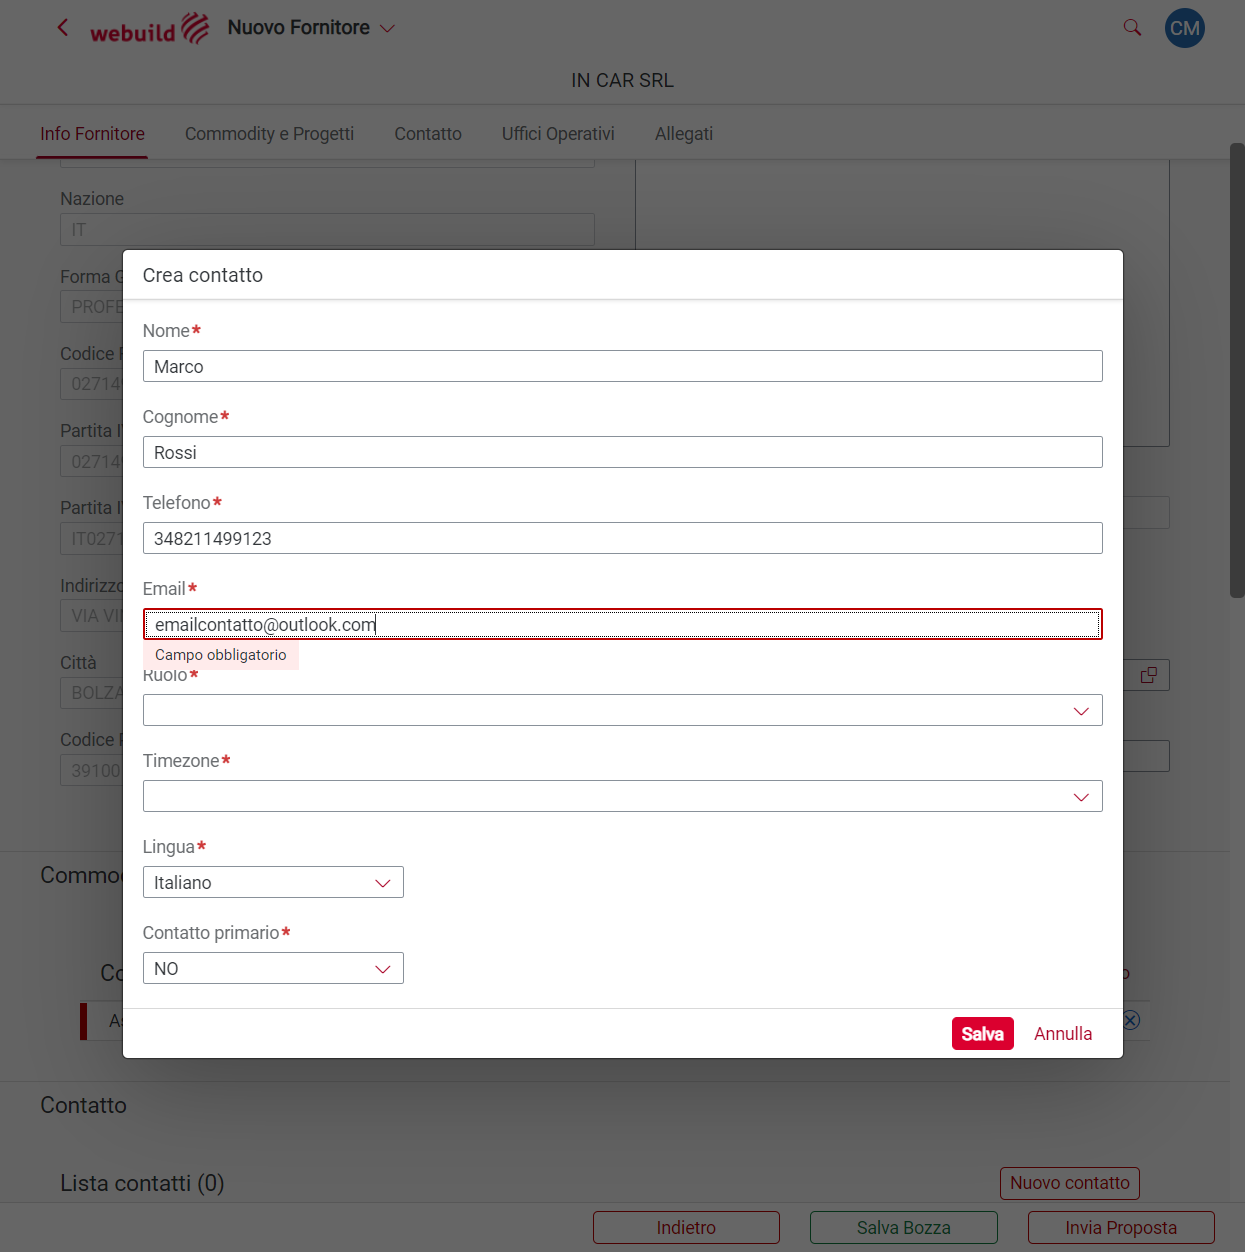 webuild Nuovo Fornitore
CM
IN CAR SRL
Info Fornitore Commodity e Progetti Contatto Uffici Operativi Allegati
Nazione
IT
Forma G
PROFE
Codice F
02714
Partita I
02714
Partita I
IT0271
Indirizzo
VIA VI
Città
BOLZA
Codice P
39100
Crea contatto
Nome*
Marco
Cognome*
Rossi
Telefono*
348211499123
Email*
emailcontatto@outlook.com
Campo obbligatorio
Ruolo*
Timezone*
Lingua*
Italiano
Contatto primario*
NO
Salva Annulla
Commo
Co
o
As
Contatto
Lista contatti (0)
Nuovo contatto
Indietro Salva Bozza Invia Proposta